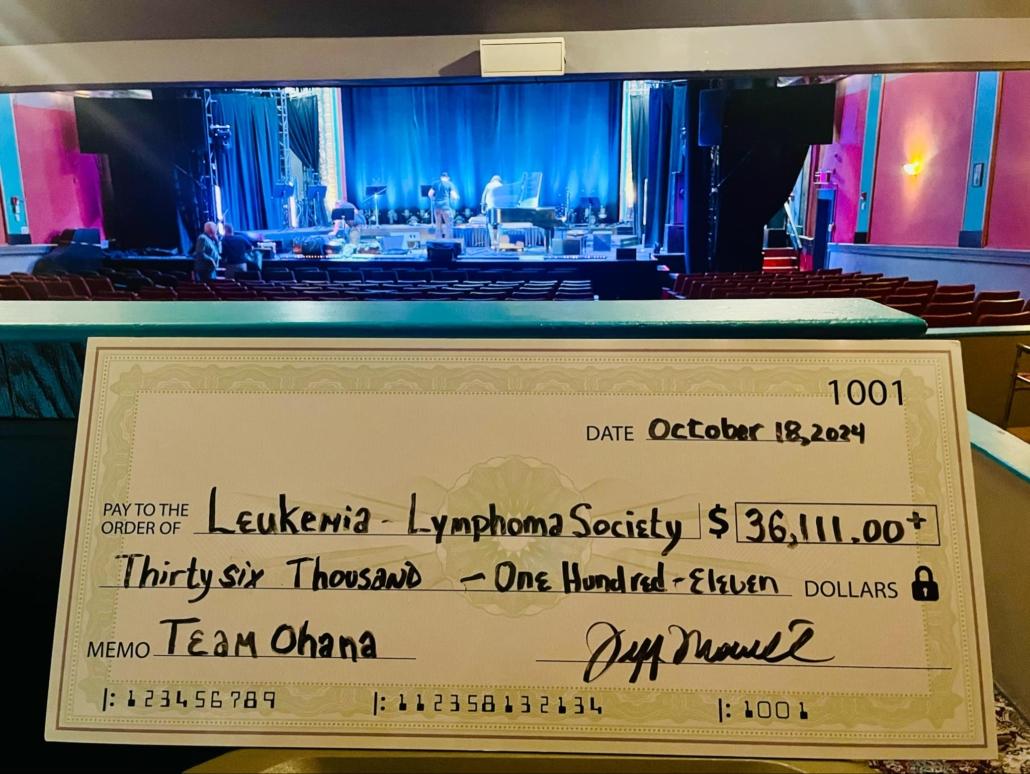 1001
DATE October 18, 2024
PAY TO THE
ORDER OF Leukemia - Lymphoma Society $ 36,111.00+
Thirty six Thousand - One Hundred - Eleven DOLLARS
MEMO Team Ohana
|: 123456789 |: 112358132134 |: 1001